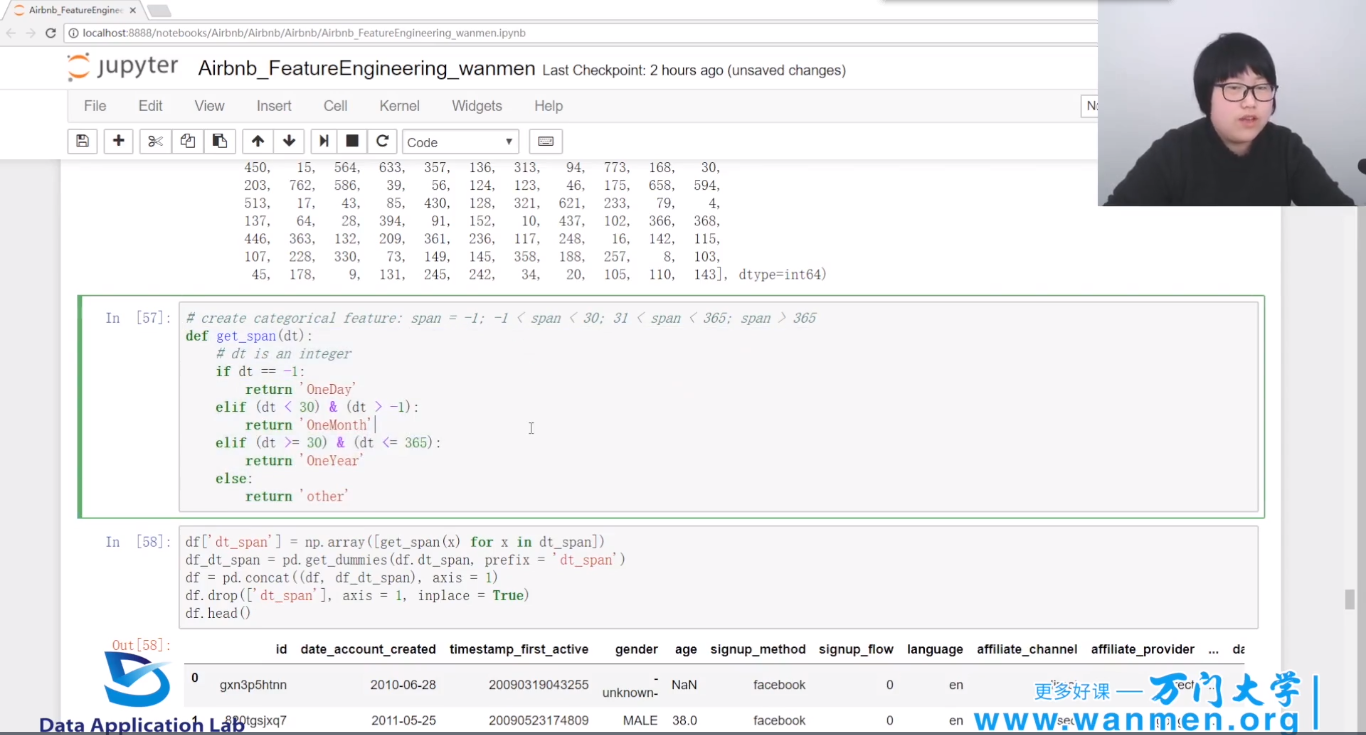 Airbnb_FeatureEnginee
localhost:8888/notebooks/Airbnb/Airbnb/Airbnb/Airbnb_FeatureEngineering_wanmen.ipynb
jupyter Airbnb_FeatureEngineering_wanmen Last Checkpoint: 2 hours ago (unsaved changes)
File Edit View Insert Cell Kernel Widgets Help
Code
450, 15, 564, 633, 357, 136, 313, 94, 773, 168, 30,
203, 762, 586, 39, 56, 124, 123, 46, 175, 658, 594,
513, 17, 43, 85, 430, 128, 321, 621, 233, 79, 4,
137, 64, 28, 394, 91, 152, 10, 437, 102, 366, 368,
446, 363, 132, 209, 361, 236, 117, 248, 16, 142, 115,
107, 228, 330, 73, 149, 145, 358, 188, 257, 8, 103,
45, 178, 9, 131, 245, 242, 34, 20, 105, 110, 143], dtype=int64)
In [57]: # create categorical feature: span = -1; -1 < span < 30; 31 < span < 365; span > 365
def get_span(dt):
# dt is an integer
if dt == -1:
return 'OneDay'
elif (dt < 30) & (dt > -1):
return 'OneMonth'
elif (dt >= 30) & (dt <= 365):
return 'OneYear'
else:
return 'other'
In [58]: df['dt_span'] = np.array([get_span(x) for x in dt_span])
df_dt_span = pd.get_dummies(df.dt_span, prefix = 'dt_span')
df = pd.concat((df, df_dt_span), axis = 1)
df.drop(['dt_span'], axis = 1, inplace = True)
df.head()
Out[58]:
id date_account_created timestamp_first_active gender age signup_method signup_flow language affiliate_channel affiliate_provider ... da
0 gxn3p5htnn 2010-06-28 20090319043255 -unknown- NaN facebook 0 en
2011-05-25 20090523174809 MALE 38.0 facebook 0 en
Data Application Lab
更多好课 — 万门大学
www.wanmen.org